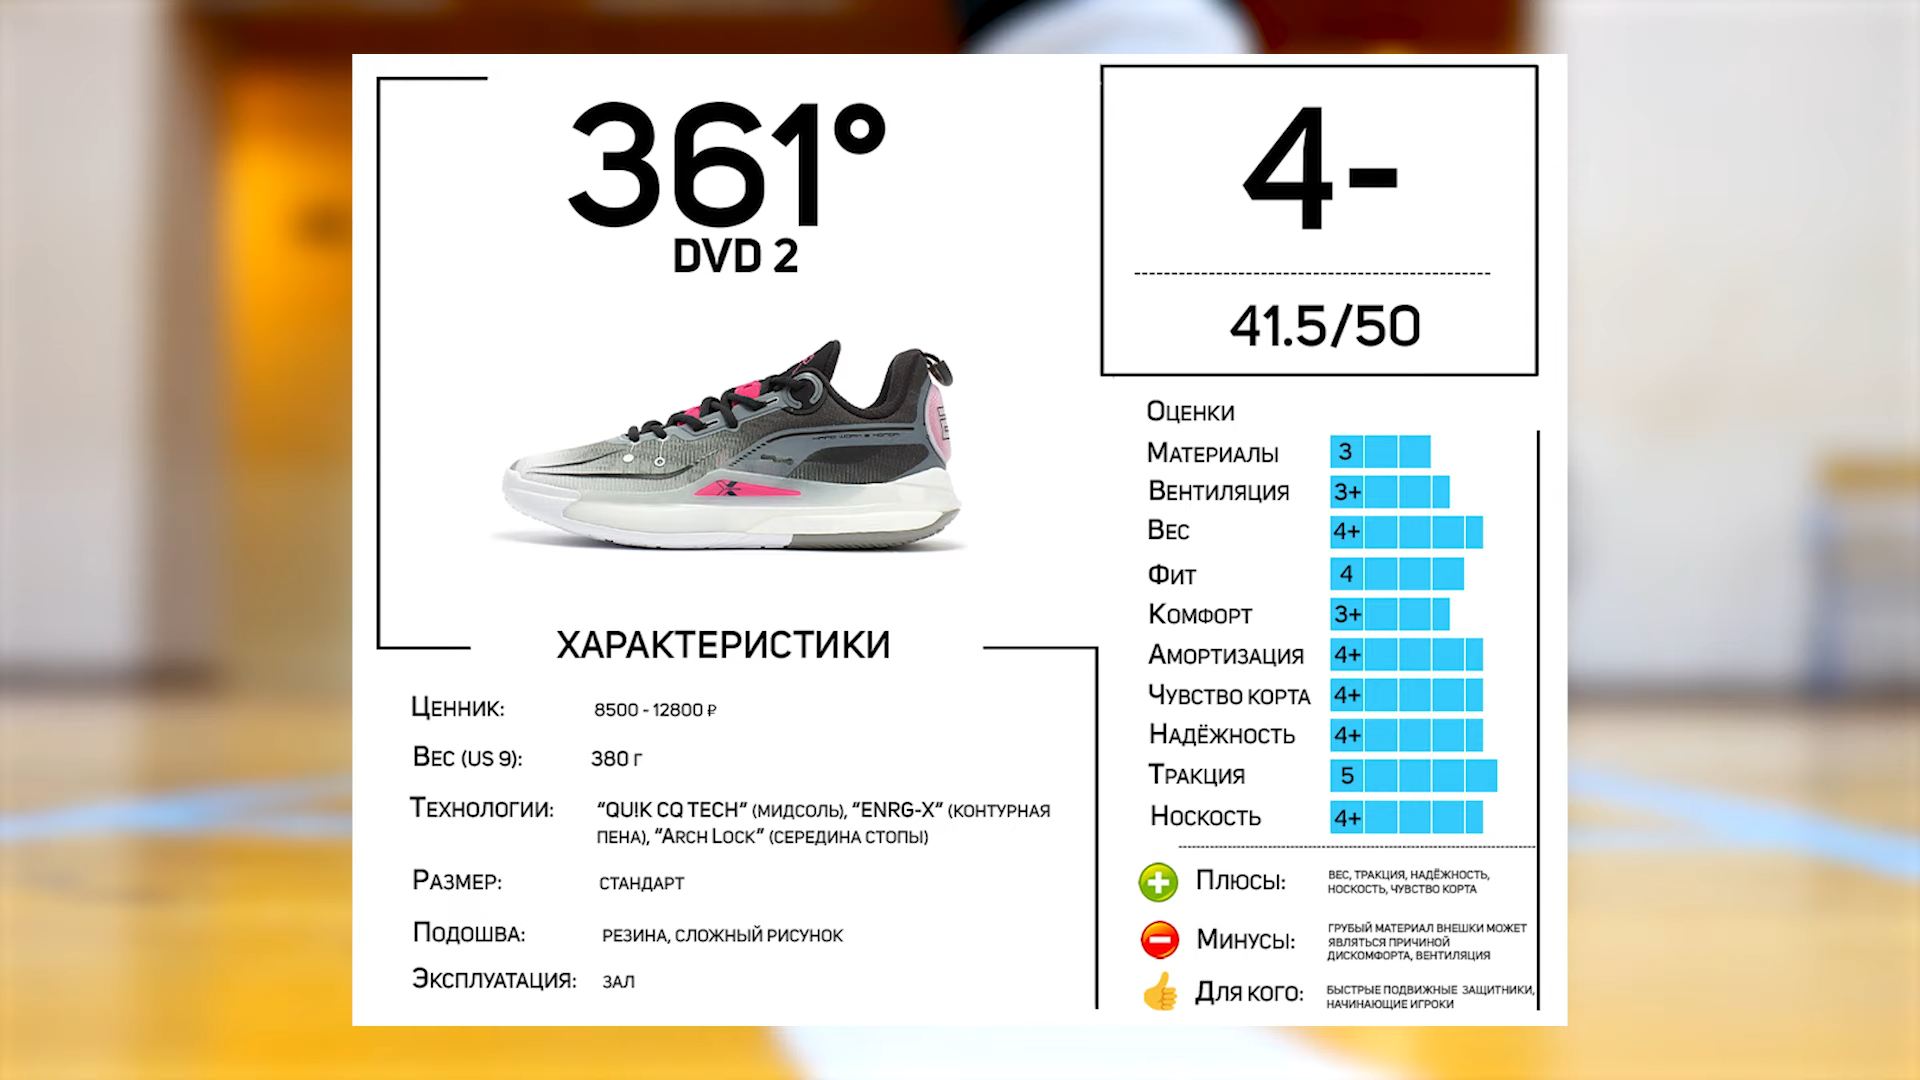 361°
DVD 2
4-
41.5/50
ХАРАКТЕРИСТИКИ
Ценник: 8500 - 12800 ₽
Вес (US 9): 380 г
Технологии: “QU!K CQ TECH” (мидсоль), “ENRG-X” (контурная
пена), “Arch Lock” (середина стопы)
Размер: стандарт
Подошва: резина, сложный рисунок
Эксплуатация: зал
Оценки
Материалы 3
Вентиляция 3+
Вес 4+
Фит 4
Комфорт 3+
Амортизация 4+
Чувство корта 4+
Надёжность 4+
Тракция 5
Носкость 4+
Плюсы: вес, тракция, надёжность,
носкость, чувство корта
Минусы: грубый материал внешки может
являться причиной
дискомфорта, вентиляция
Для кого: быстрые подвижные защитники,
начинающие игроки